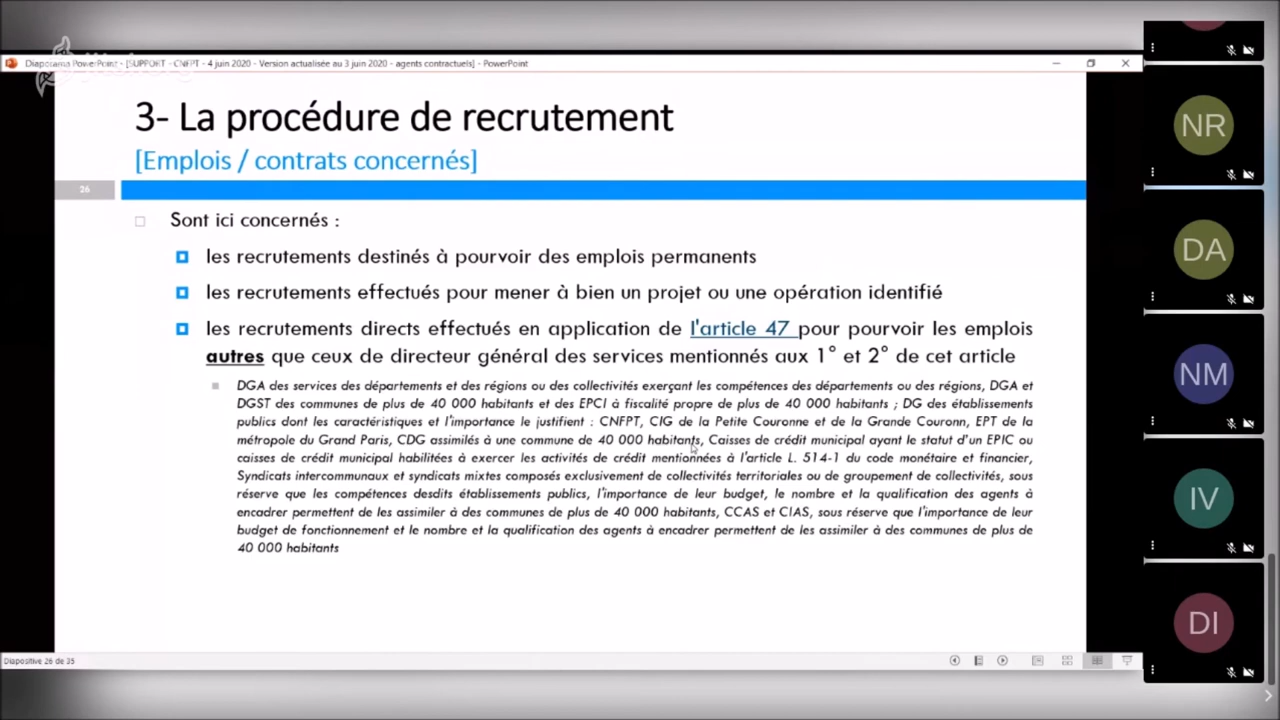 Diaporama PowerPoint - [SUPPORT - CNFPT - 4 juin 2020 - Version actualisée au 3 juin 2020 - agents contractuels] - PowerPoint
3- La procédure de recrutement
[Emplois / contrats concernés]
26
Sont ici concernés :
les recrutements destinés à pourvoir des emplois permanents
les recrutements effectués pour mener à bien un projet ou une opération identifié
les recrutements directs effectués en application de l'article 47 pour pourvoir les emplois
autres que ceux de directeur général des services mentionnés aux 1° et 2° de cet article
DGA des services des départements et des régions ou des collectivités exerçant les compétences des départements ou des régions, DGA et
DGST des communes de plus de 40 000 habitants et des EPCI à fiscalité propre de plus de 40 000 habitants ; DG des établissements
publics dont les caractéristiques et l'importance le justifient : CNFPT, CIG de la Petite Couronne et de la Grande Couronn, EPT de la
métropole du Grand Paris, CDG assimilés à une commune de 40 000 habitants, Caisses de crédit municipal ayant le statut d'un EPIC ou
caisses de crédit municipal habilitées à exercer les activités de crédit mentionnées à l'article L. 514-1 du code monétaire et financier,
Syndicats intercommunaux et syndicats mixtes composés exclusivement de collectivités territoriales ou de groupement de collectivités, sous
réserve que les compétences desdits établissements publics, l'importance de leur budget, le nombre et la qualification des agents à
encadrer permettent de les assimiler à des communes de plus de 40 000 habitants, CCAS et CIAS, sous réserve que l'importance de leur
budget de fonctionnement et le nombre et la qualification des agents à encadrer permettent de les assimiler à des communes de plus de
40 000 habitants
Diapositive 26 de 35
NR
DA
NM
IV
DI